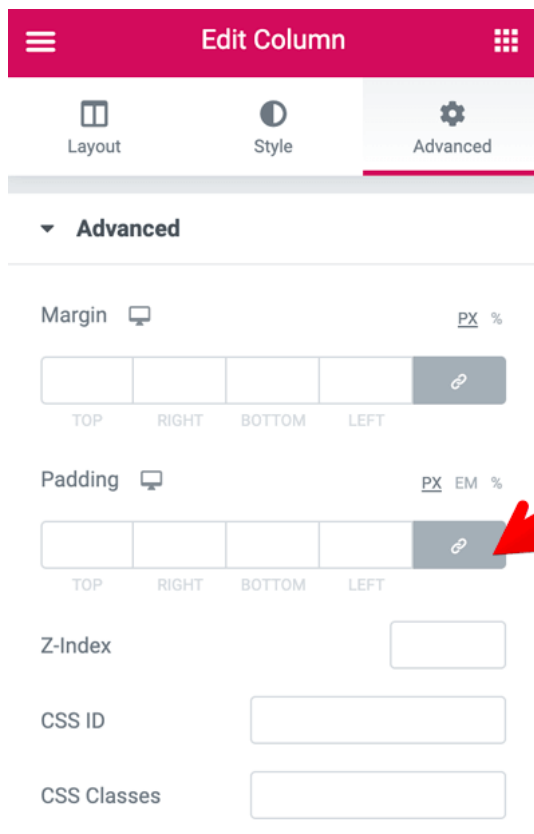 Edit Column
Layout Style Advanced
Advanced
Margin PX %
TOP RIGHT BOTTOM LEFT
Padding PX EM %
TOP RIGHT BOTTOM LEFT
Z-Index
CSS ID
CSS Classes